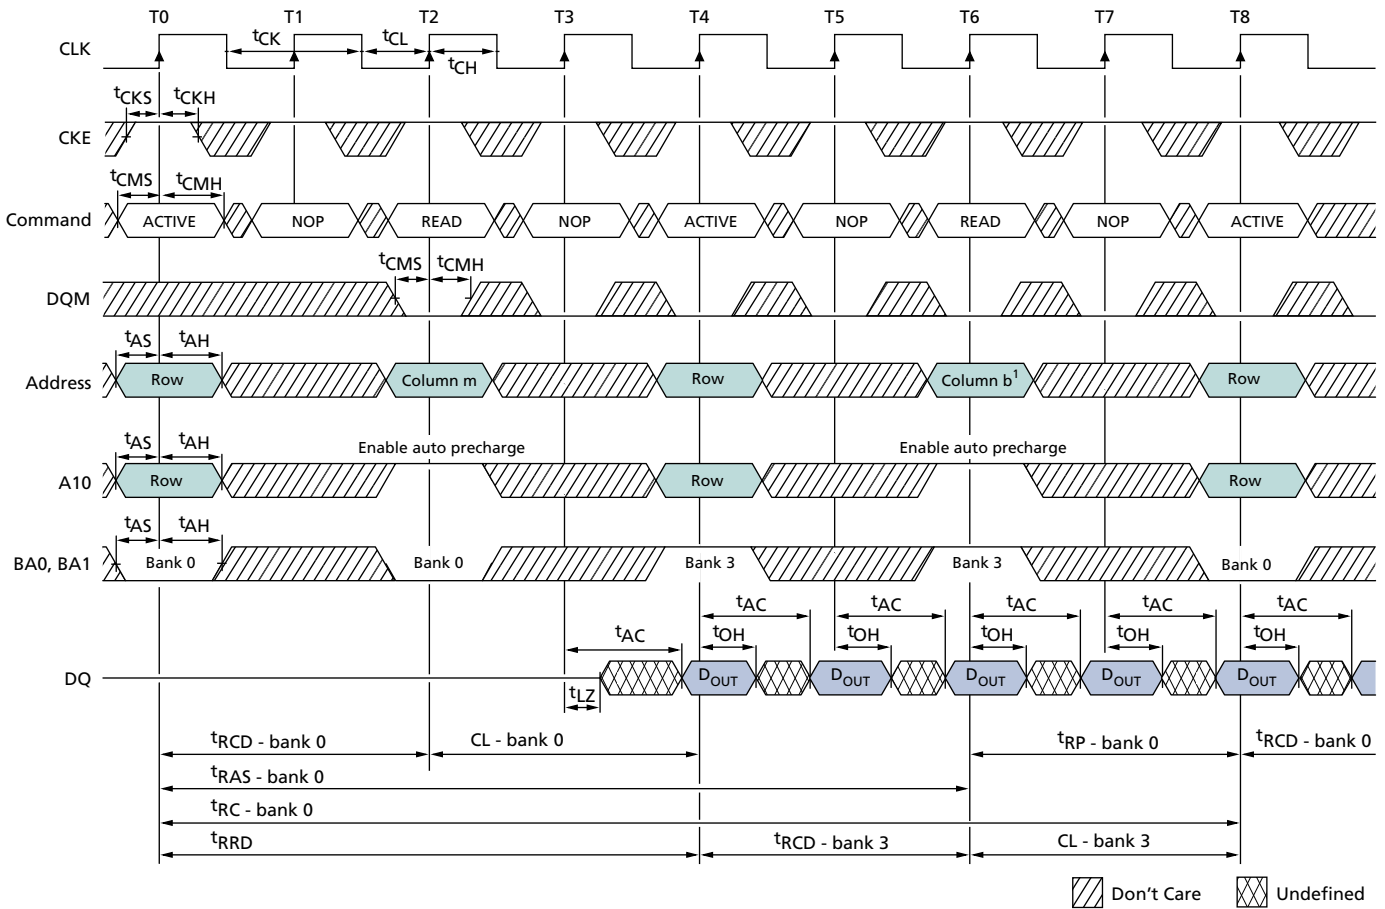 T0 T1 T2 T3 T4 T5 T6 T7 T8
CLK tCK tCL tCH
tCKS tCKH
CKE
tCMS tCMH
Command ACTIVE NOP READ NOP ACTIVE NOP READ NOP ACTIVE
tCMS tCMH
DQM
tAS tAH
Address Row Column m Row Column b1 Row
tAS tAH Enable auto precharge Enable auto precharge
A10 Row Row Row
tAS tAH
BA0, BA1 Bank 0 Bank 0 Bank 3 Bank 3 Bank 0
tAC tAC tAC tAC tAC
tAC tOH tOH tOH tOH tOH
DQ DOUT DOUT DOUT DOUT DOUT
tLZ
tRCD - bank 0 CL - bank 0 tRP - bank 0 tRCD - bank 0
tRAS - bank 0
tRC - bank 0
tRRD tRCD - bank 3 CL - bank 3
Don't Care Undefined